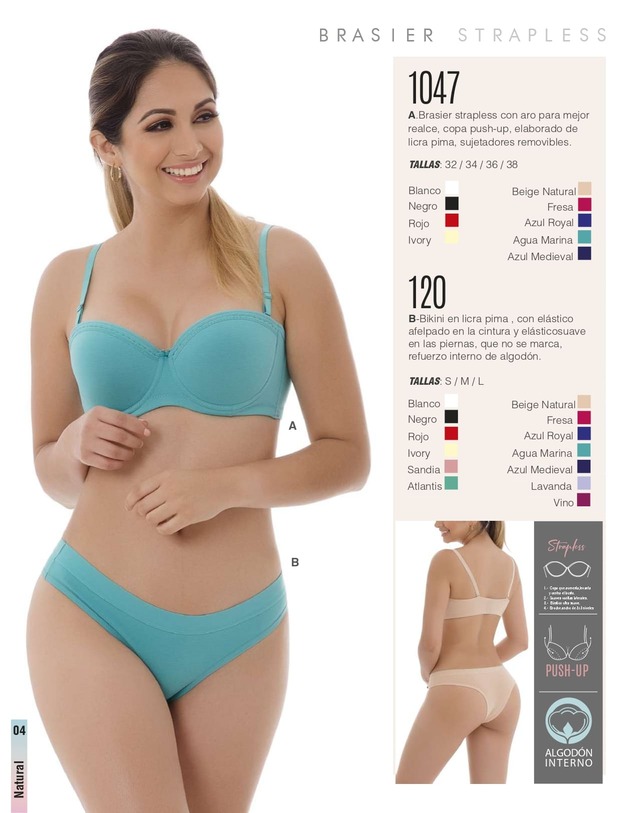 BRASIER STRAPLESS
1047
A.Brasier strapless con aro para mejor
realce, copa push-up, elaborado de
licra pima, sujetadores removibles.
TALLAS: 32 / 34 / 36 / 38
Blanco
Negro
Rojo
Ivory
Beige Natural
Fresa
Azul Royal
Agua Marina
Azul Medieval
120
B-Bikini en licra pima , con elástico
afelpado en la cintura y elásticosuave
en las piernas, que no se marca,
refuerzo interno de algodón.
TALLAS: S / M / L
Blanco
Negro
Rojo
Ivory
Sandia
Atlantis
Beige Natural
Fresa
Azul Royal
Agua Marina
Azul Medieval
Lavanda
Vino
A
B
Strapless
PUSH-UP
ALGODÓN
INTERNO
04
Natural